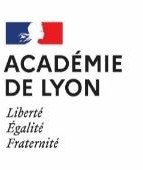 ACADÉMIE
DE LYON
Liberté
Égalité
Fraternité